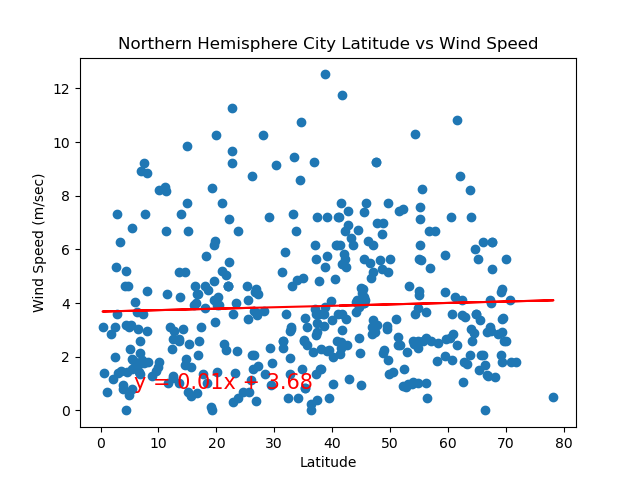 Northern Hemisphere City Latitude vs Wind Speed
Wind Speed (m/sec)
12
10
8
6
4
2
0
y = 0.01x + 3.68
0 10 20 30 40 50 60 70 80
Latitude